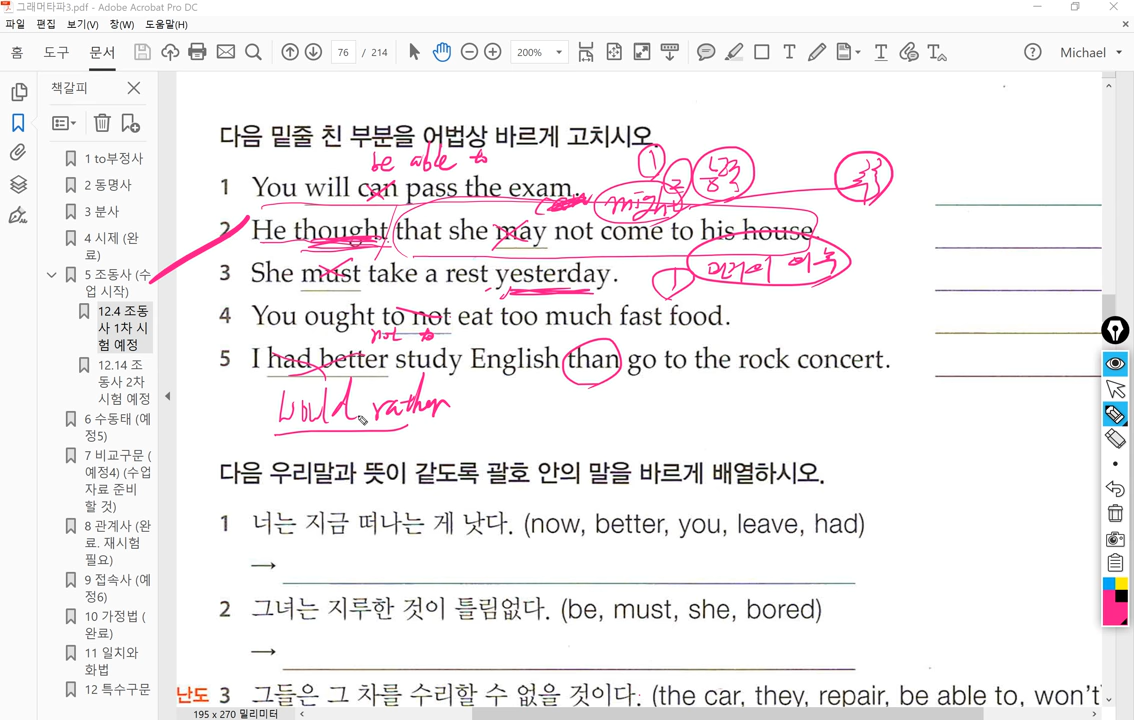 그래머타파3.pdf - Adobe Acrobat Pro DC
파일 편집 보기(V) 창(W) 도움말(H)
홈 도구 문서 76 / 214 200% Michael
책갈피
1 to부정사
2 동명사
3 분사
4 시제 (완
료)
5 조동사 (수
업 시작)
12.4 조동
사 1차 시
험 예정
12.14 조
동사 2차
시험 예정
6 수동태 (예
정5)
7 비교구문 (
예정4) (수업
자료 준비
할 것)
8 관계사 (완
료. 재시험
필요)
9 접속사 (예
정6)
10 가정법 (
완료)
11 일치와
화법
12 특수구문
다음 밑줄 친 부분을 어법상 바르게 고치시오.
be able to
1 You will can pass the exam.
might
2 He thought that she may not come to his house.
3 She must take a rest yesterday.
4 You ought to not eat too much fast food.
not to
5 I had better study English than go to the rock concert.
would rather
다음 우리말과 뜻이 같도록 괄호 안의 말을 바르게 배열하시오.
1 너는 지금 떠나는 게 낫다. (now, better, you, leave, had)
→
2 그녀는 지루한 것이 틀림없다. (be, must, she, bored)
→
난도 3 그들은 그 차를 수리할 수 없을 것이다. (the car, they, repair, be able to, won't)
195 x 270 밀리미터